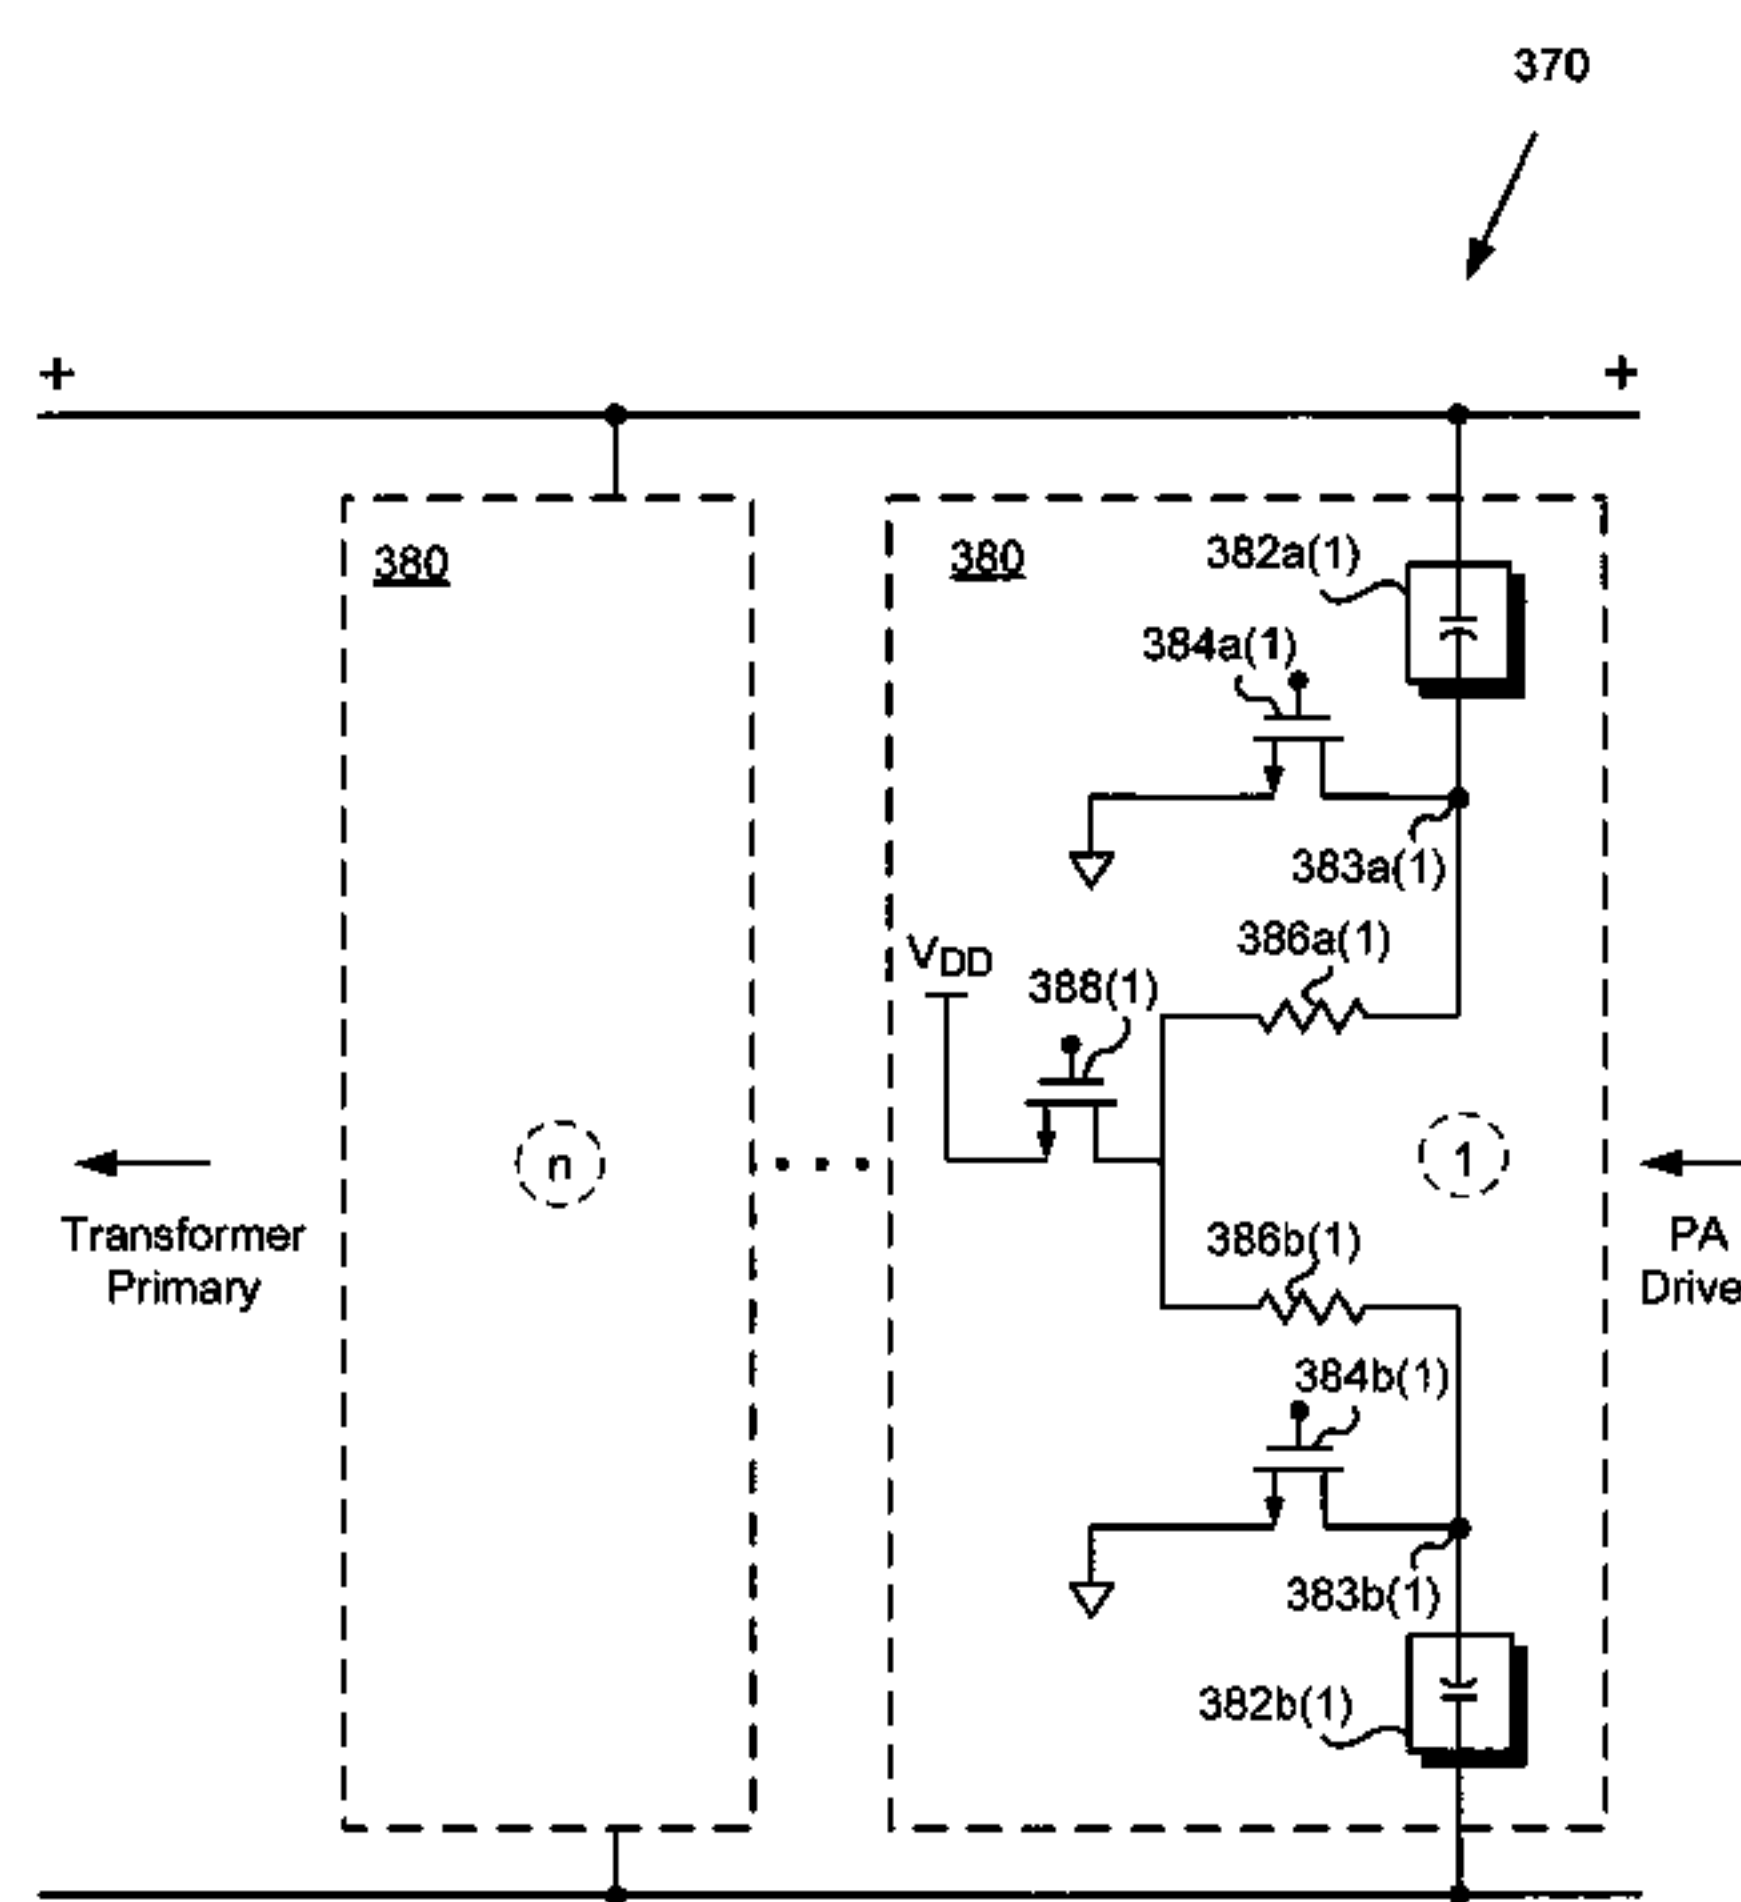 370
+ +
380
380
382a(1)
384a(1)
383a(1)
386a(1)
VDD
388(1)
n
1
Transformer
Primary
PA
Drive
386b(1)
384b(1)
383b(1)
382b(1)